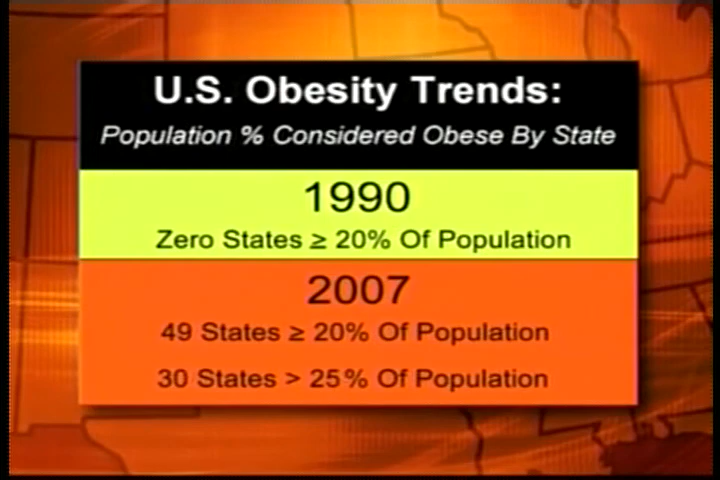 U.S. Obesity Trends:
Population % Considered Obese By State
1990
Zero States ≥ 20% Of Population
2007
49 States ≥ 20% Of Population
30 States > 25% Of Population